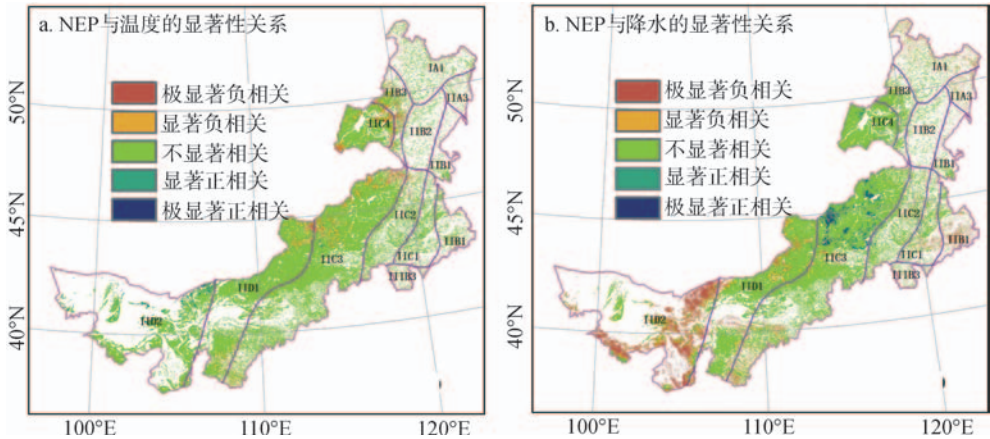 a. NEP与温度的显著性关系
极显著负相关
显著负相关
不显著相关
显著正相关
极显著正相关
50°N
45°N
40°N
100°E
110°E
120°E
IA4
IIB3
IIA3
IIC4
IIB2
IIB1
IIC2
IIB1
IIC1
IIC3
IIIB3
IID1
IID2
b. NEP与降水的显著性关系
极显著负相关
显著负相关
不显著相关
显著正相关
极显著正相关
50°N
45°N
40°N
100°E
110°E
120°E
IA4
IIB3
IIA3
IIC4
IIB2
IIB1
IIC2
IIB1
IIC1
IIC3
IIIB3
IID1
IID2